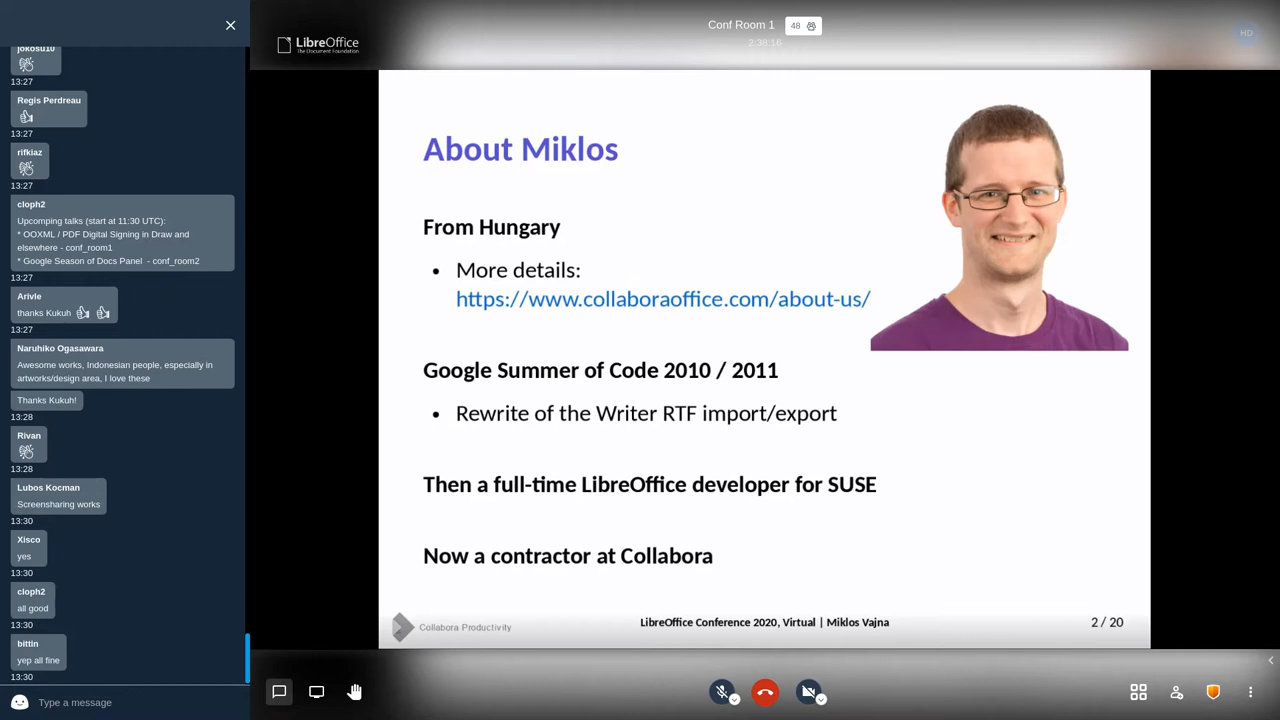 jokosu10
13:27
Regis Perdreau
13:27
rifkiaz
13:27
cloph2
Upcomping talks (start at 11:30 UTC):
* OOXML / PDF Digital Signing in Draw and
elsewhere - conf_room1
* Google Season of Docs Panel - conf_room2
13:27
Arivle
thanks Kukuh
13:27
Naruhiko Ogasawara
Awesome works, Indonesian people, especially in
artworks/design area, I love these
Thanks Kukuh!
13:28
Rivan
13:28
Lubos Kocman
Screensharing works
13:30
Xisco
yes
13:30
cloph2
all good
13:30
bittin
yep all fine
13:30
Type a message
LibreOffice
The Document Foundation
Conf Room 1
48
2:38:16
HD
About Miklos
From Hungary
• More details:
https://www.collaboraoffice.com/about-us/
Google Summer of Code 2010 / 2011
• Rewrite of the Writer RTF import/export
Then a full-time LibreOffice developer for SUSE
Now a contractor at Collabora
Collabora Productivity
LibreOffice Conference 2020, Virtual | Miklos Vajna
2 / 20